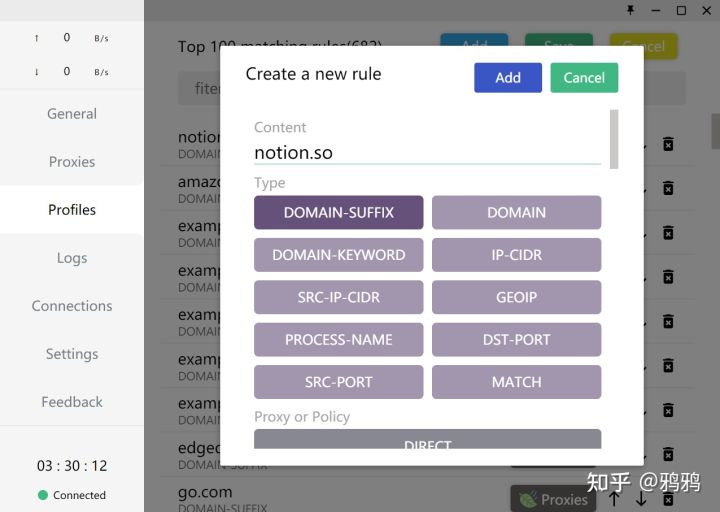 ↑ 0 B/s
↓ 0 B/s
General
Proxies
Profiles
Logs
Connections
Settings
Feedback
03 : 30 : 12
Connected
Top 100 matching rules(682)
Add
Save
Cancel
notion
DOMAIN
amazo
DOMAIN
examp
DOMAIN
examp
DOMAIN
examp
DOMAIN
examp
DOMAIN
examp
DOMAIN
edged
DOMAIN-SUFFIX
go.com
DOMAIN-SUFFIX
Proxies
Create a new rule
Add
Cancel
Content
notion.so
Type
DOMAIN-SUFFIX
DOMAIN
DOMAIN-KEYWORD
IP-CIDR
SRC-IP-CIDR
GEOIP
PROCESS-NAME
DST-PORT
SRC-PORT
MATCH
Proxy or Policy
DIRECT
知乎 @鸦鸦